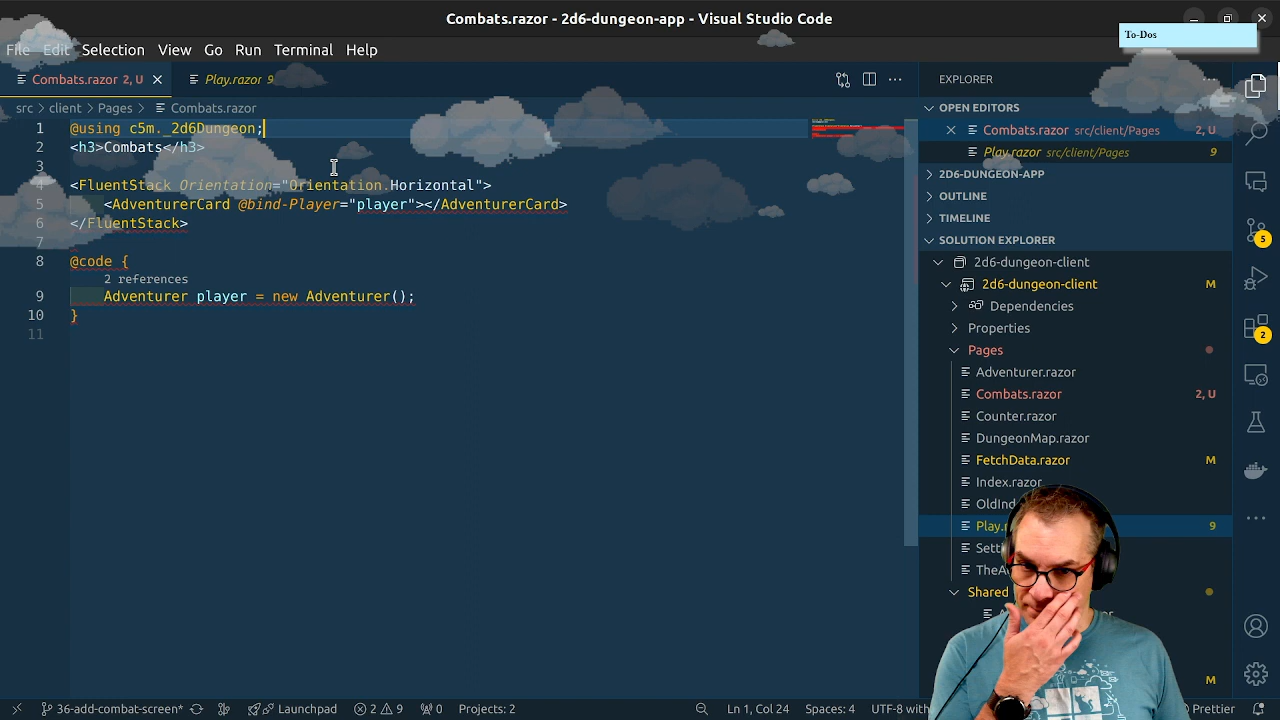 Combats.razor - 2d6-dungeon-app - Visual Studio Code
To-Dos
File Edit Selection View Go Run Terminal Help
Combats.razor 2, U
Play.razor 9
EXPLORER
src > client > Pages > Combats.razor
OPEN EDITORS
Combats.razor src/client/Pages 2, U
Play.razor src/client/Pages 9
2D6-DUNGEON-APP
OUTLINE
TIMELINE
SOLUTION EXPLORER
2d6-dungeon-client
2d6-dungeon-client M
Dependencies
Properties
Pages
Adventurer.razor
Combats.razor 2, U
Counter.razor
DungeonMap.razor
FetchData.razor M
Index.razor
OldInd
Play.r 9
Setti
TheA
Shared
M
5
2
1 @using c5m._2d6Dungeon;
2 <h3>Combats</h3>
3
4 <FluentStack Orientation="Orientation.Horizontal">
5 <AdventurerCard @bind-Player="player"></AdventurerCard>
6 </FluentStack>
7
8 @code {
2 references
9 Adventurer player = new Adventurer();
10 }
11
36-add-combat-screen* Launchpad 2 9 0 Projects: 2 Ln 1, Col 24 Spaces: 4 UTF-8 with Prettier